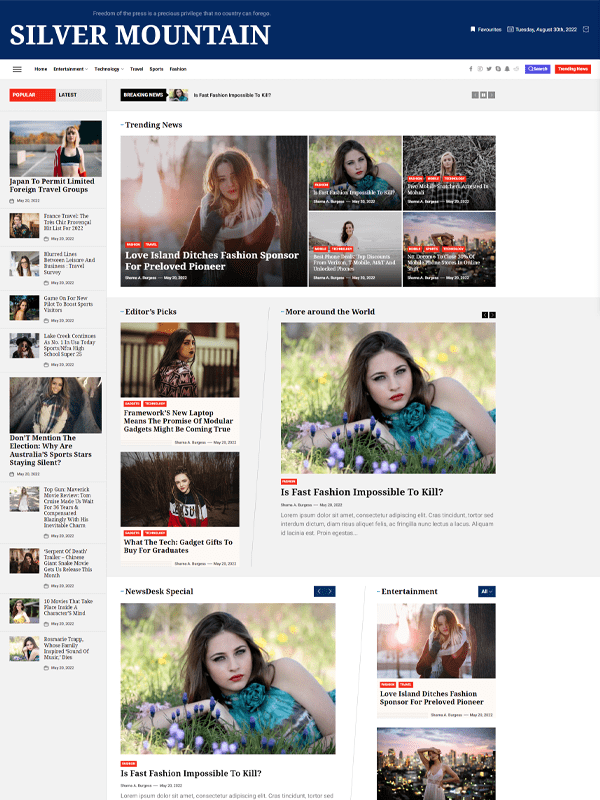 Freedom of the press is a precious privilege that no country can forego.
SILVER MOUNTAIN
Favourites
Tuesday, August 30th, 2022
Home
Entertainment
Technology
Travel
Sports
Fashion
Search
Trending News
POPULAR
LATEST
BREAKING NEWS
Is Fast Fashion Impossible To Kill?
Japan To Permit Limited
Foreign Travel Groups
May 20, 2022
France Travel: The
Très Chic Provençal
Hit List For 2022
May 20, 2022
Blurred Lines
Between Leisure And
Business : Travel
Survey
May 20, 2022
Game On For New
Pilot To Boost Sports
Visitors
May 20, 2022
Lake Creek Continues
As No. 1 In Usa Today
Sports Nfra High
School Super 25
May 20, 2022
Don'T Mention The
Election: Why Are
Australia'S Sports Stars
Staying Silent?
May 20, 2022
Top Gun: Maverick
Movie Review: Tom
Cruise Made Us Wait
For 36 Years &
Compensated
Blazingly With His
Inevitable Charm
May 20, 2022
'Serpent Of Death'
Trailer – Chinese
Giant Snake Movie
Gets Us Release This
Month
May 20, 2022
10 Movies That Take
Place Inside A
Character'S Mind
May 20, 2022
Rosmarie Trapp,
Whose Family
Inspired 'Sound Of
Music,' Dies
May 20, 2022
Trending News
FASHION TRAVEL
Love Island Ditches Fashion Sponsor
For Preloved Pioneer
Sharna A. Burgess — May 20, 2022
FASHION
Is Fast Fashion Impossible To Kill?
Sharna A. Burgess — May 20, 2022
FASHION MOBILE TECHNOLOGY
Five Mobile Snatchers Arrested In
Mohali
Sharna A. Burgess — May 20, 2022
MOBILE TECHNOLOGY
Best Phone Deals: Top Discounts
From Verizon, T-Mobile, At&T And
Unlocked Phones
Sharna A. Burgess — May 20, 2022
MOBILE SPORTS TECHNOLOGY
Mobile Phone Stores In Online
Sharna A. Burgess — May 20, 2022
Editor's Picks
GADGETS TECHNOLOGY
Framework'S New Laptop
Means The Promise Of Modular
Gadgets Might Be Coming True
Sharna A. Burgess — May 20, 2022
GADGETS TECHNOLOGY
What The Tech: Gadget Gifts To
Buy For Graduates
Sharna A. Burgess — May 20, 2022
More around the World
FASHION
Is Fast Fashion Impossible To Kill?
Sharna A. Burgess — May 20, 2022
Lorem ipsum dolor sit amet, consectetur adipiscing elit. Cras tincidunt, tortor sit
interdum dictum, diam risus aliquet felis, ac fringilla nunc lectus a lacus. Aliquam
id lacinia est. Proin egestas...
NewsDesk Special
FASHION
Is Fast Fashion Impossible To Kill?
Sharna A. Burgess — May 20, 2022
Lorem ipsum dolor sit amet, consectetur adipiscing elit. Cras tincidunt, tortor sit
Entertainment
All
FASHION TRAVEL
Love Island Ditches Fashion
Sponsor For Preloved Pioneer
Sharna A. Burgess — May 20, 2022